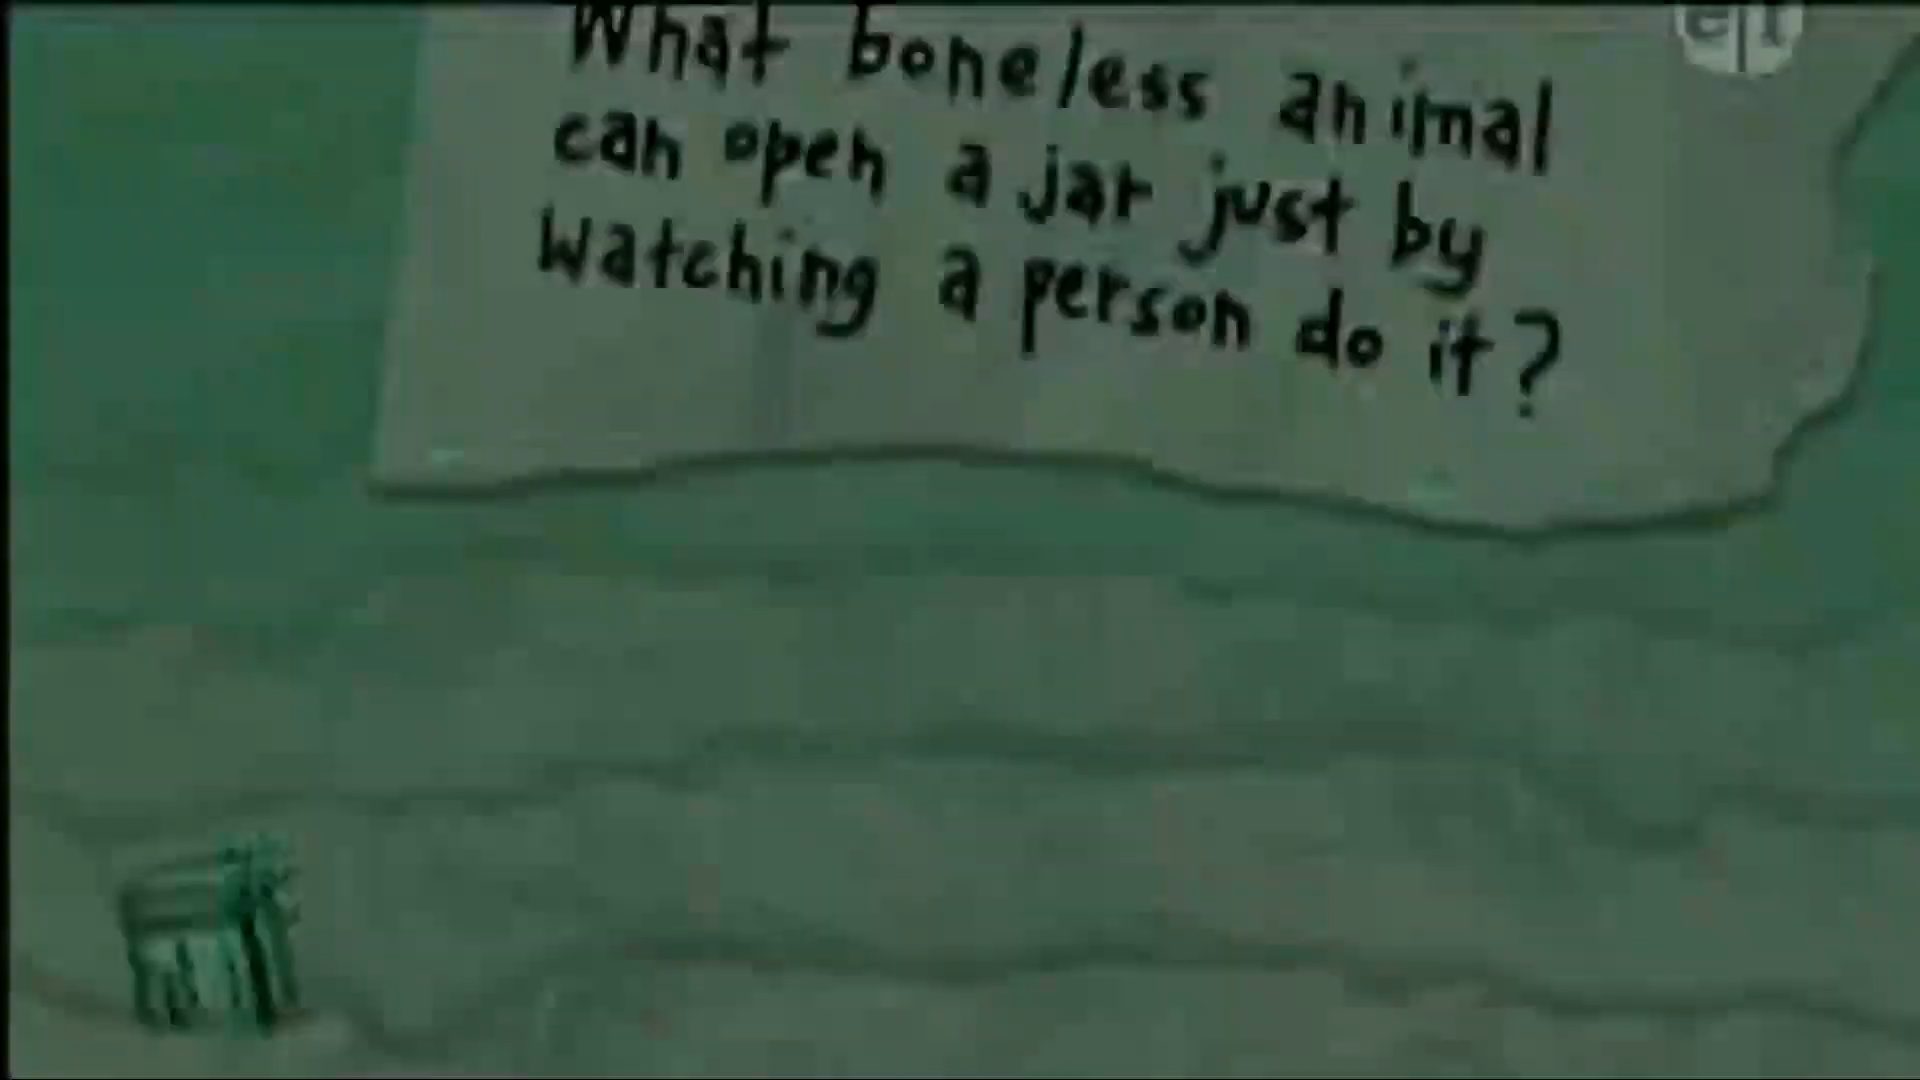 What boneless animal
can open a jar just by
watching a person do it?